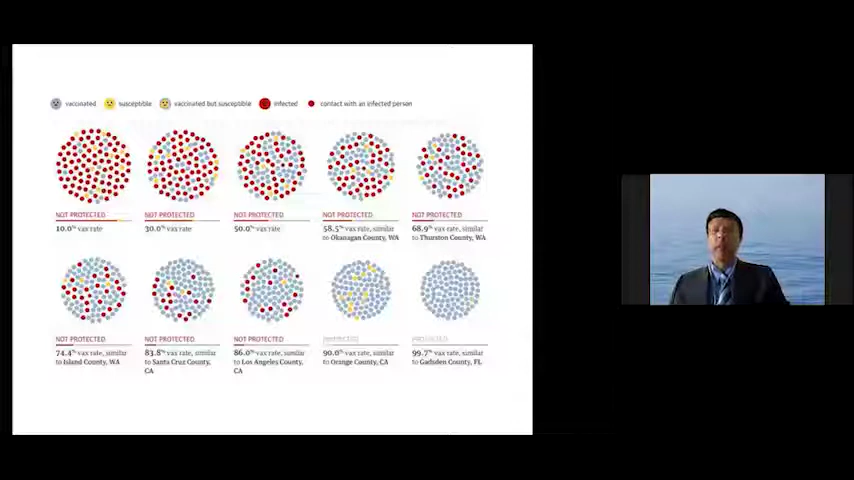 vaccinated susceptible vaccinated but susceptible infected contact with an infected person
NOT PROTECTED NOT PROTECTED NOT PROTECTED NOT PROTECTED NOT PROTECTED
10.0% vax rate 30.0% vax rate 50.0% vax rate 58.5% vax rate, similar 68.9% vax rate, similar
to Okanagan County, WA to Thurston County, WA
NOT PROTECTED NOT PROTECTED NOT PROTECTED PROTECTED PROTECTED
74.4% vax rate, similar 83.8% vax rate, similar 86.0% vax rate, similar 90.0% vax rate, similar 99.7% vax rate, similar
to Island County, WA to Santa Cruz County, to Los Angeles County, to Orange County, CA to Gadsden County, FL
CA CA